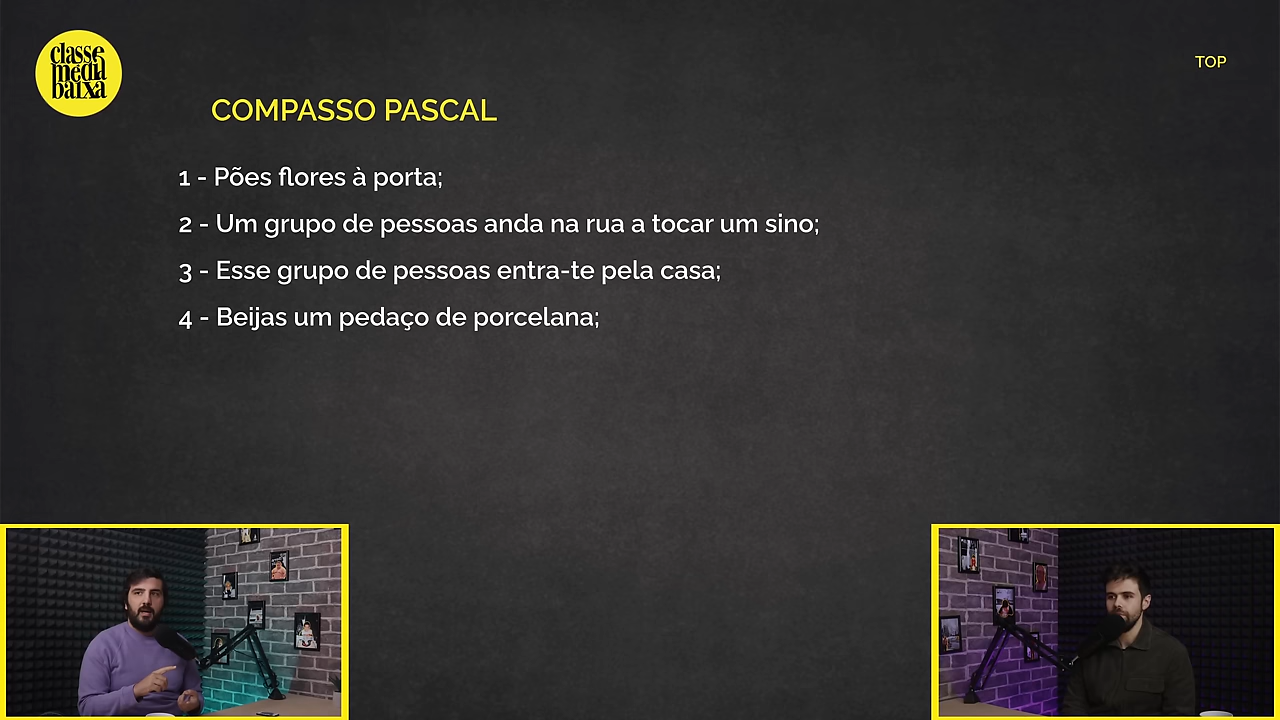 classe
média
baixa
TOP
COMPASSO PASCAL
1 - Pões flores à porta;
2 - Um grupo de pessoas anda na rua a tocar um sino;
3 - Esse grupo de pessoas entra-te pela casa;
4 - Beijas um pedaço de porcelana;